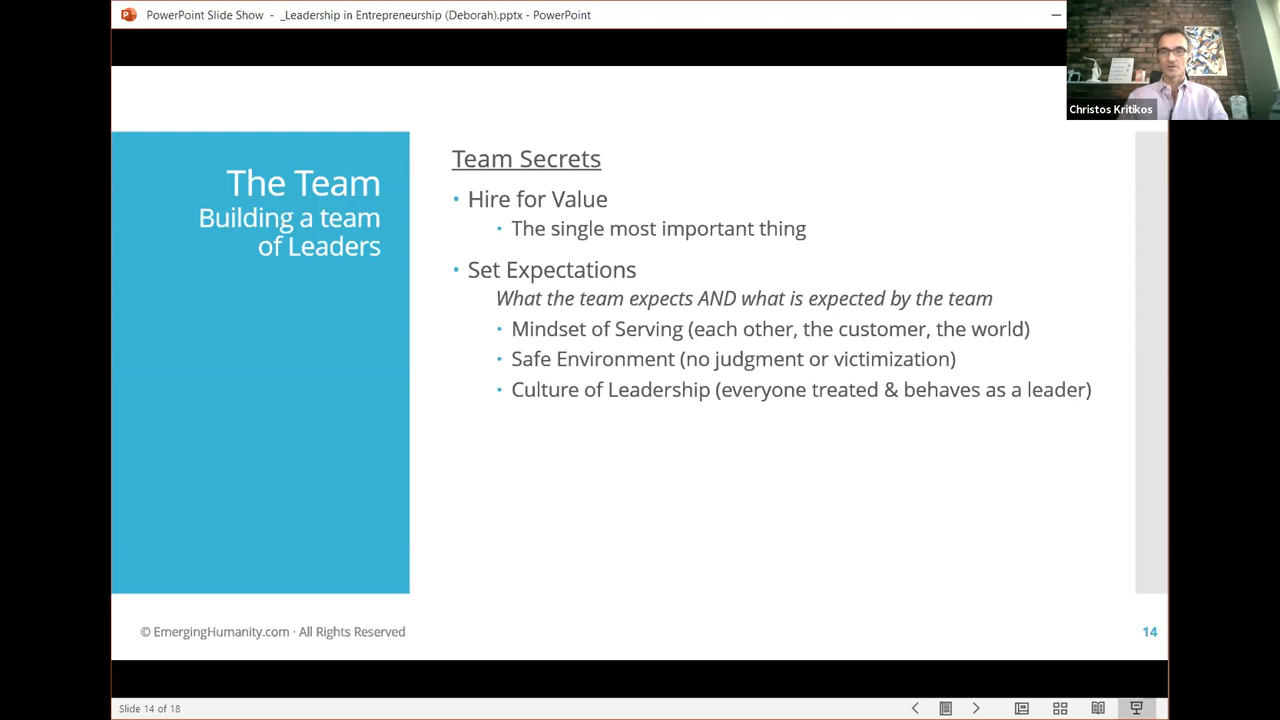 PowerPoint Slide Show - _Leadership in Entrepreneurship (Deborah).pptx - PowerPoint
Christos Kritikos
The Team
Building a team
of Leaders
Team Secrets
• Hire for Value
• The single most important thing
• Set Expectations
What the team expects AND what is expected by the team
• Mindset of Serving (each other, the customer, the world)
• Safe Environment (no judgment or victimization)
• Culture of Leadership (everyone treated & behaves as a leader)
© EmergingHumanity.com · All Rights Reserved
14
Slide 14 of 18